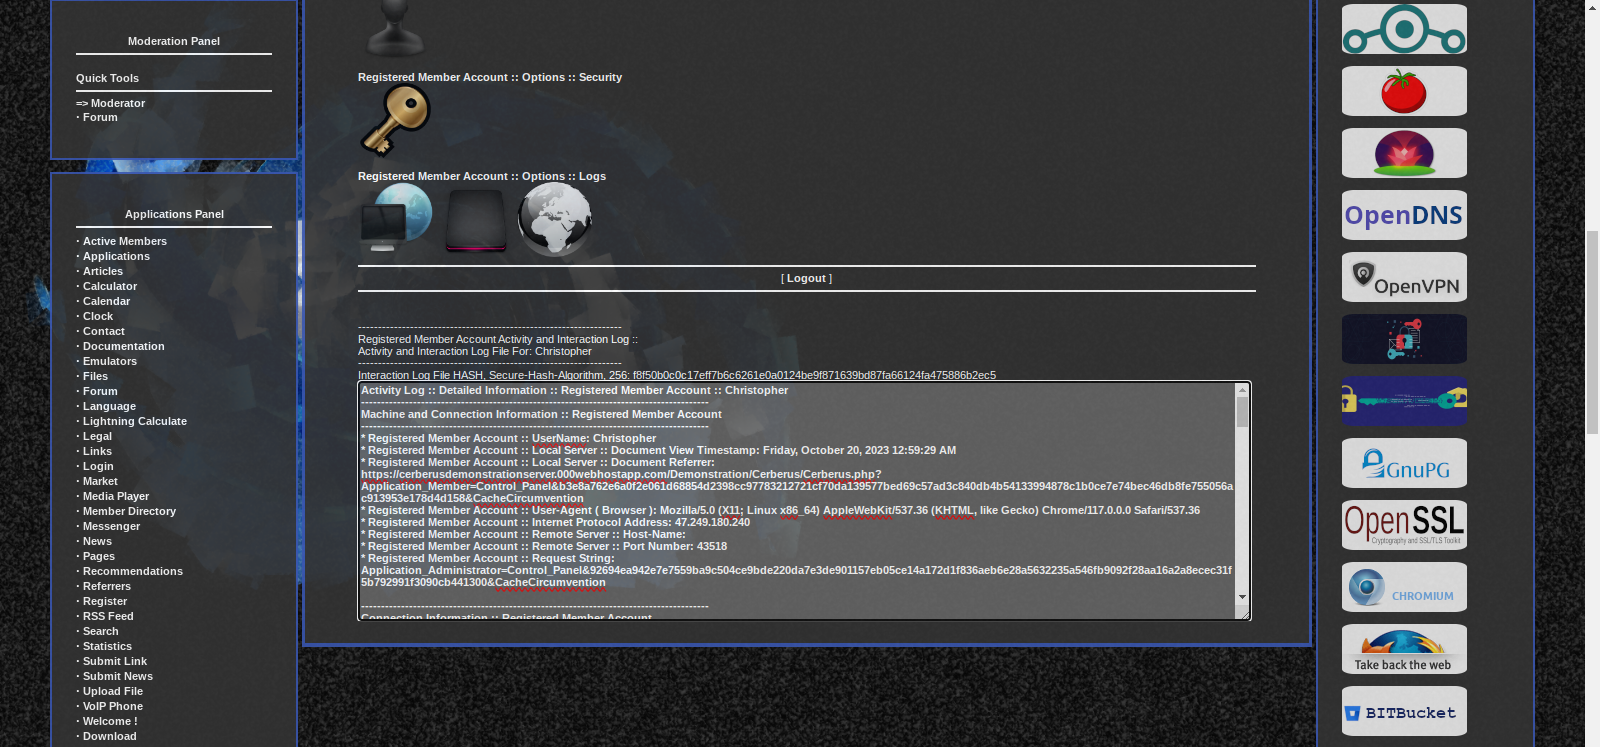 Moderation Panel
Quick Tools
=> Moderator
· Forum
Applications Panel
· Active Members
· Applications
· Articles
· Calculator
· Calendar
· Clock
· Contact
· Documentation
· Emulators
· Files
· Forum
· Language
· Lightning Calculate
· Legal
· Links
· Login
· Market
· Media Player
· Member Directory
· Messenger
· News
· Pages
· Recommendations
· Referrers
· Register
· RSS Feed
· Search
· Statistics
· Submit Link
· Submit News
· Upload File
· VoIP Phone
· Welcome !
· Download
Registered Member Account :: Options :: Security
Registered Member Account :: Options :: Logs
[ Logout ]
------------------------------------------------------------------
Registered Member Account Activity and Interaction Log ::
Activity and Interaction Log File For: Christopher
------------------------------------------------------------------
Interaction Log File HASH, Secure-Hash-Algorithm, 256: f8f50b0c0c17eff7b6c6261e0a0124be9f871639bd87fa66124fa475886b2ec5
Activity Log :: Detailed Information :: Registered Member Account :: Christopher
---------------------------------------------------------------------------------------
Machine and Connection Information :: Registered Member Account
---------------------------------------------------------------------------------------
* Registered Member Account :: UserName: Christopher
* Registered Member Account :: Local Server :: Document View Timestamp: Friday, October 20, 2023 12:59:29 AM
* Registered Member Account :: Local Server :: Document Referrer:
https://cerberusdemonstrationserver.000webhostapp.com/Demonstration/Cerberus/Cerberus.php?
Application_Member=Control_Panel&b3e8a762e6a0f2e061d68854d2398cc97783212721cf70da139577bed69c57ad3c840db4b54133994878c1b0ce7e74bec46db8fe755056a
c913953e178d4d158&CacheCircumvention
* Registered Member Account :: User-Agent ( Browser ): Mozilla/5.0 (X11; Linux x86_64) AppleWebKit/537.36 (KHTML, like Gecko) Chrome/117.0.0.0 Safari/537.36
* Registered Member Account :: Internet Protocol Address: 47.249.180.240
* Registered Member Account :: Remote Server :: Host-Name:
* Registered Member Account :: Remote Server :: Port Number: 43518
* Registered Member Account :: Request String:
Application_Administrator=Control_Panel&92694ea942e7e7559ba9c504ce9bde220da7e3de901157eb05ce14a172d1f836aeb6e28a5632235a546fb9092f28aa16a2a8ecec31f
5b792991f3090cb441300&CacheCircumvention
---------------------------------------------------------------------------------------
Connection Information :: Registered Member Account
OpenDNS
OpenVPN
GnuPG
OpenSSL
Cryptography and SSL/TLS Toolkit
CHROMIUM
Take back the web
BITBucket